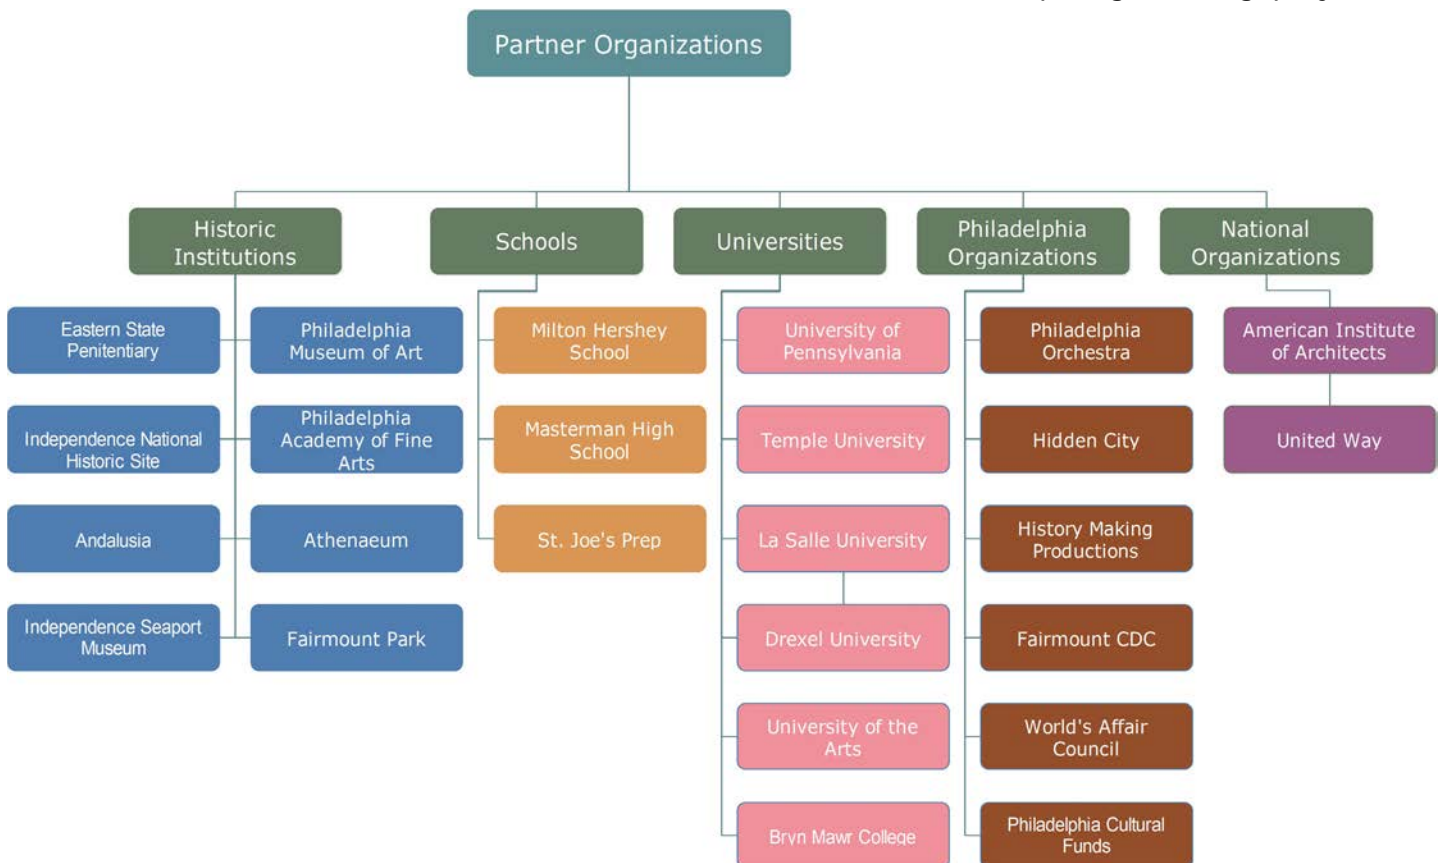 Partner Organizations
Historic
Institutions
Schools
Universities
Philadelphia
Organizations
National
Organizations
Eastern State
Penitentiary
Philadelphia
Museum of Art
Milton Hershey
School
University of
Pennsylvania
Philadelphia
Orchestra
American Institute
of Architects
Independence National
Historic Site
Philadelphia
Academy of Fine
Arts
Masterman High
School
Temple University
Hidden City
United Way
Andalusia
Athenaeum
St. Joe's Prep
La Salle University
History Making
Productions
Independence Seaport
Museum
Fairmount Park
Drexel University
Fairmount CDC
University of the
Arts
World's Affair
Council
Bryn Mawr College
Philadelphia Cultural
Funds